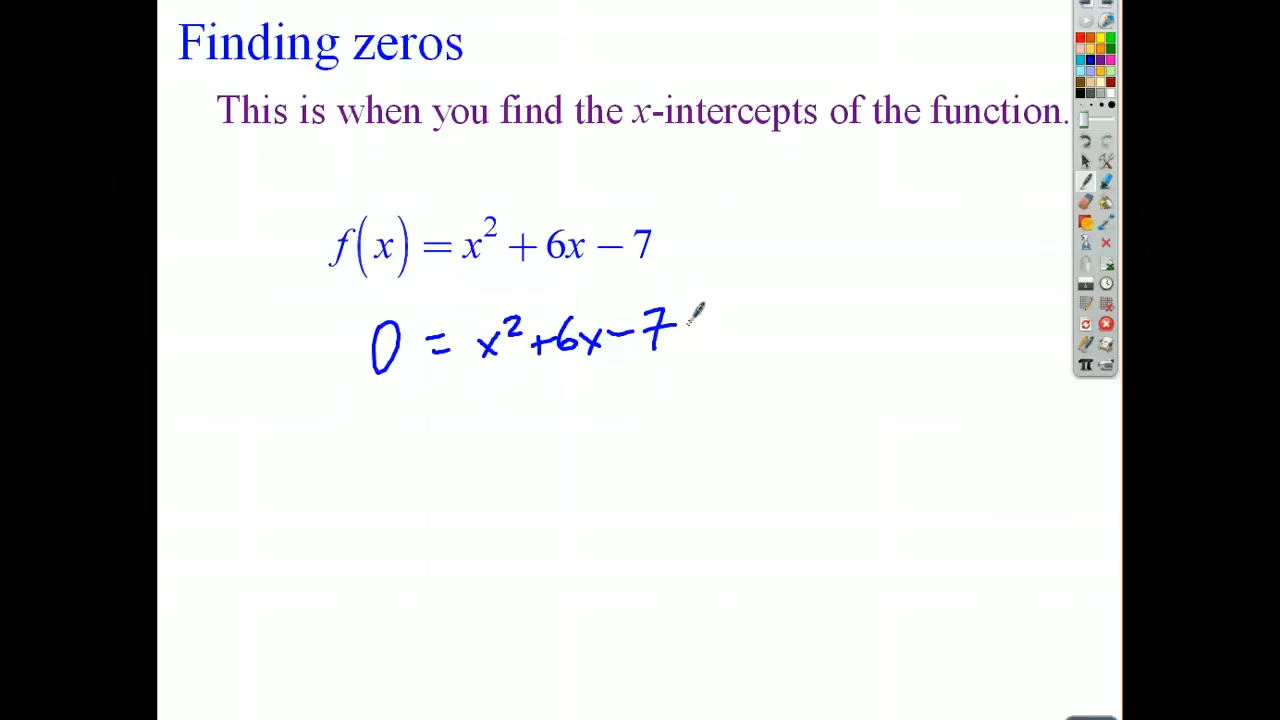 Finding zeros
This is when you find the x-intercepts of the function.
f(x) = x² + 6x − 7
0 = x² + 6x − 7